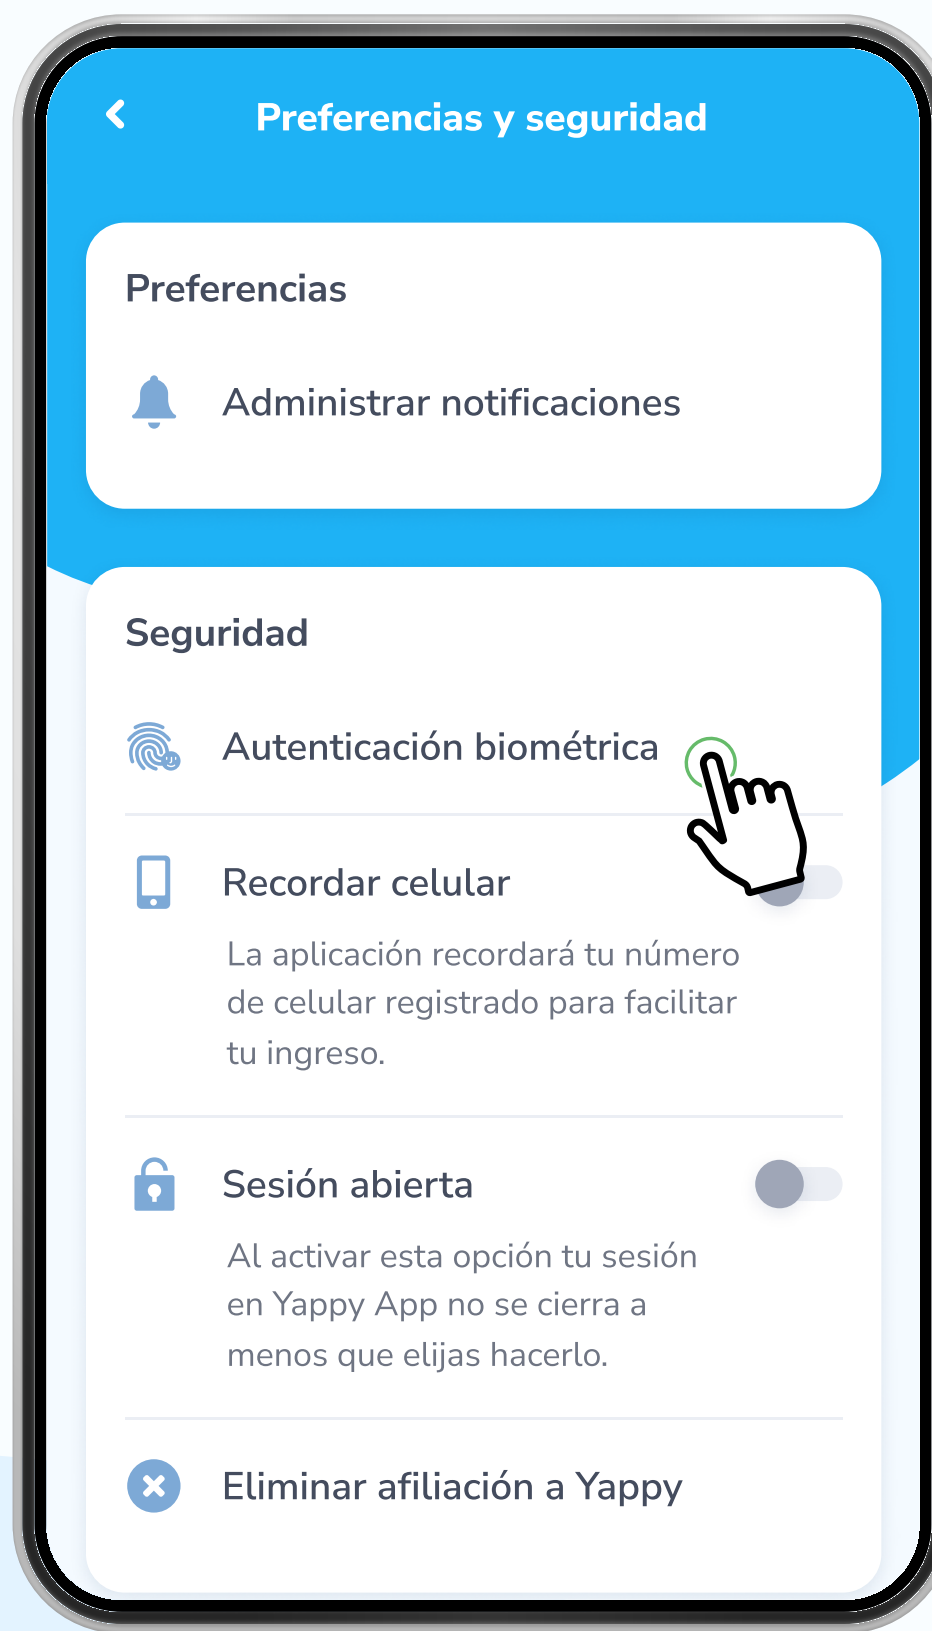 Preferencias y seguridad
Preferencias
Administrar notificaciones
Seguridad
Autenticación biométrica
Recordar celular
La aplicación recordará tu número
de celular registrado para facilitar
tu ingreso.
Sesión abierta
Al activar esta opción tu sesión
en Yappy App no se cierra a
menos que elijas hacerlo.
Eliminar afiliación a Yappy